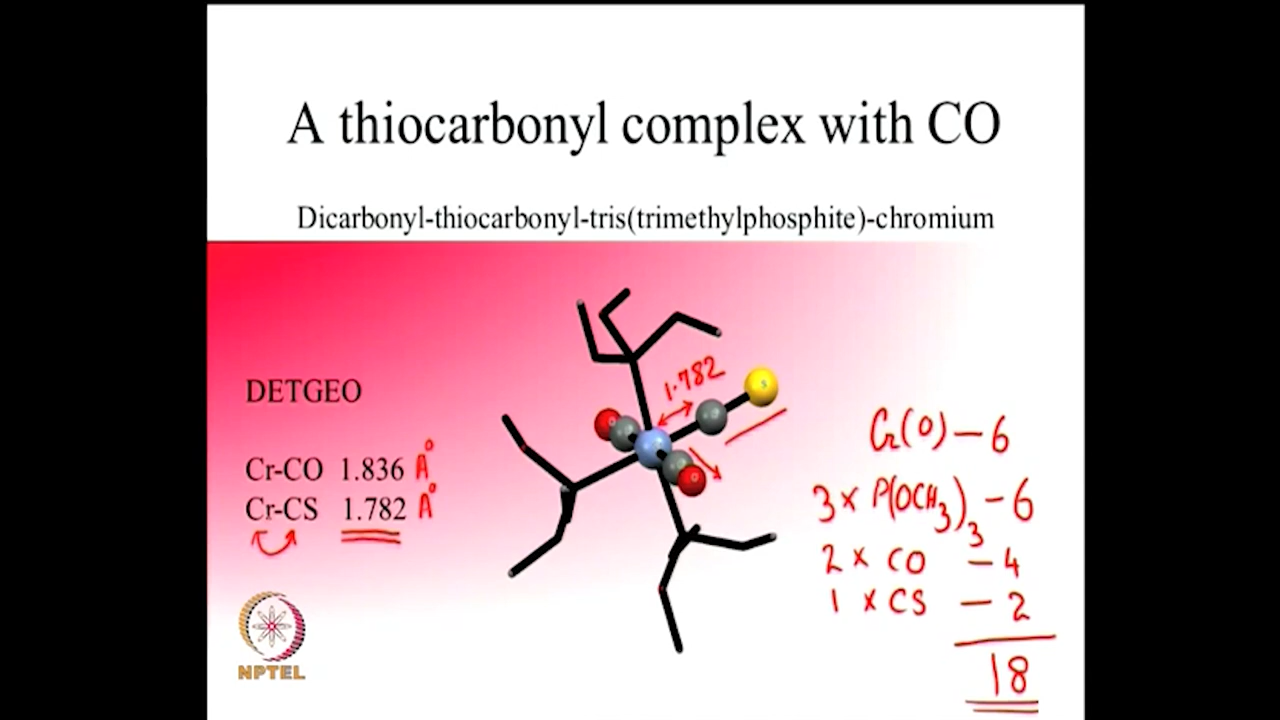 A thiocarbonyl complex with CO
Dicarbonyl-thiocarbonyl-tris(trimethylphosphite)-chromium
DETGEO
Cr-CO 1.836 A°
Cr-CS 1.782 A°
1.782
S
Cr(0) – 6
3 × P(OCH3)3 – 6
2 × CO – 4
1 × CS – 2
18
NPTEL